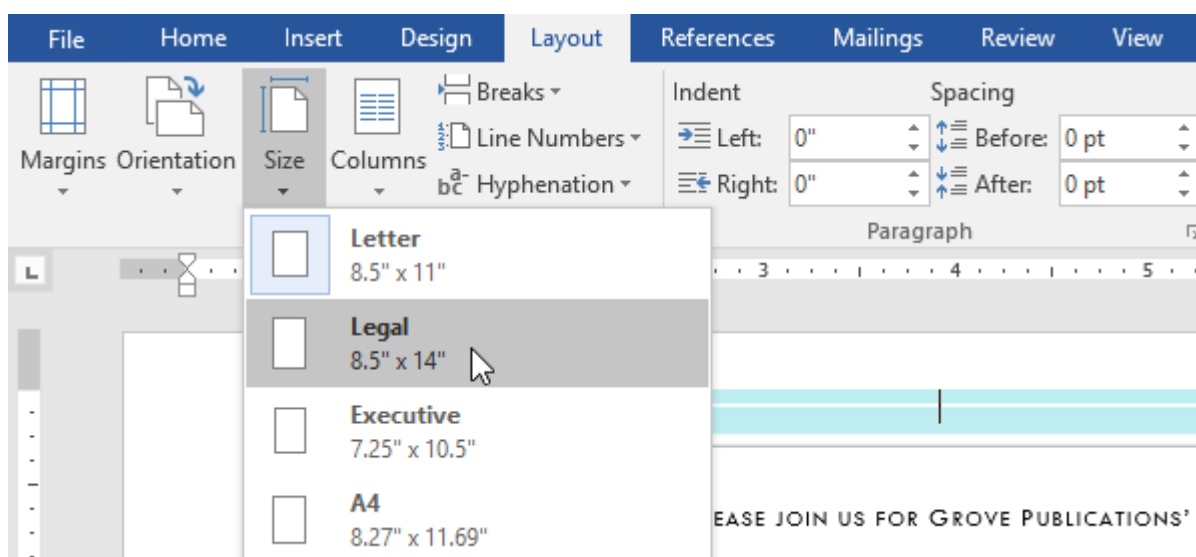 File Home Insert Design Layout References Mailings Review View
Breaks Indent Spacing
Line Numbers Left: 0" Before: 0 pt
Margins Orientation Size Columns
Hyphenation Right: 0" After: 0 pt
Paragraph
Letter
8.5" x 11"
3 4 5
Legal
8.5" x 14"
Executive
7.25" x 10.5"
A4
8.27" x 11.69"
EASE JOIN US FOR GROVE PUBLICATIONS'